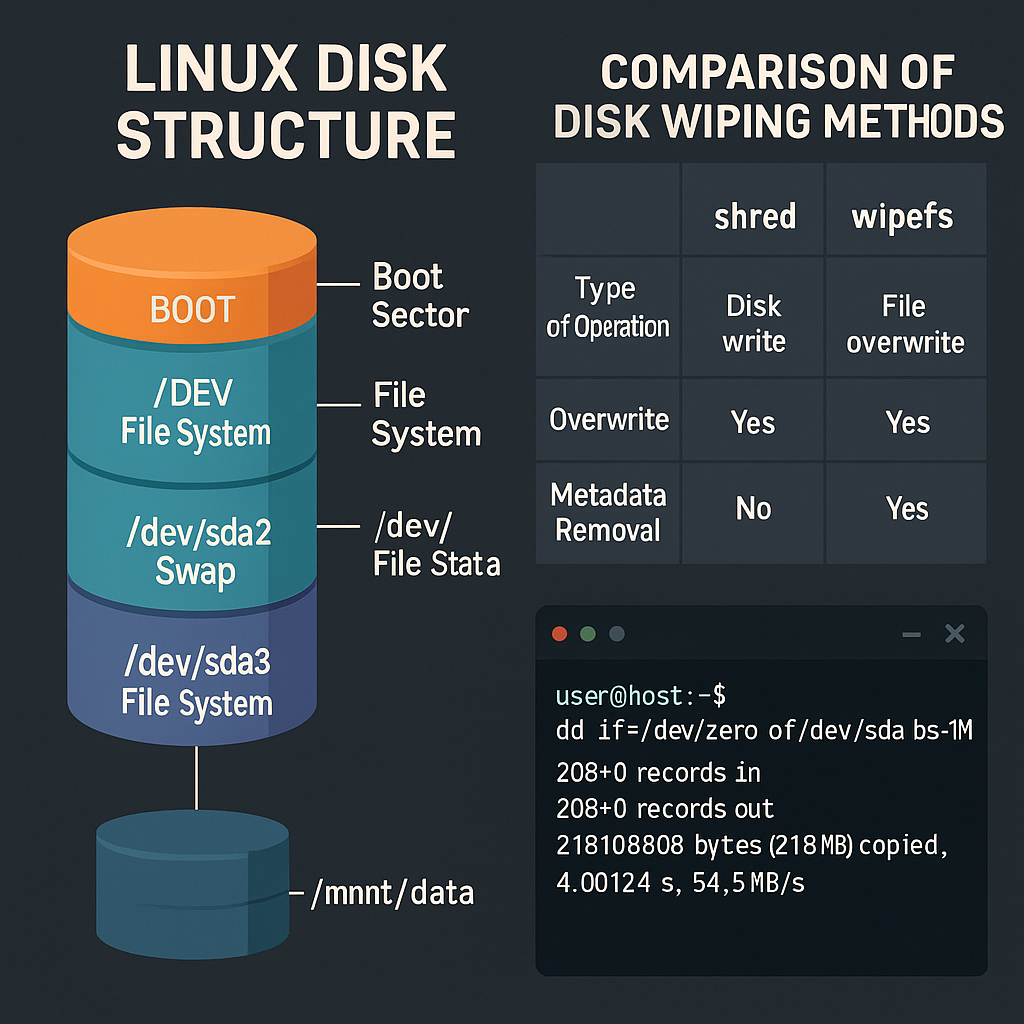 LINUX DISK
STRUCTURE
BOOT
Boot
Sector
/DEV
File System
File
System
/dev/sda2
Swap
/dev/
File Stata
/dev/sda3
File System
/mnnt/data
COMPARISON OF
DISK WIPING METHODS
shred wipefs
Type
of Operation
Disk
write
File
overwrite
Overwrite Yes Yes
Metadata
Removal
No Yes
user@host:-$
dd if=/dev/zero of/dev/sda bs-1M
208+0 records in
208+0 records out
218108808 bytes (218 MB) copied,
4.00124 s, 54,5 MB/s